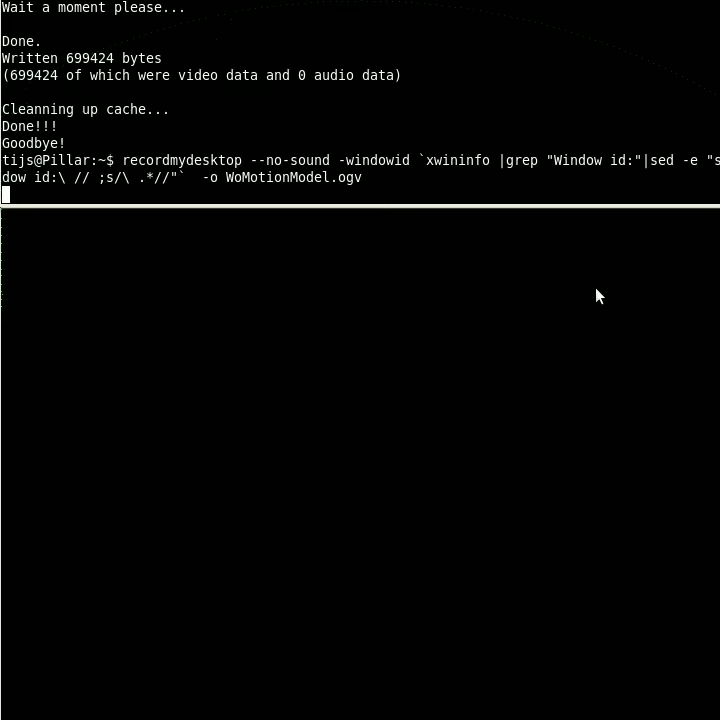 Wait a moment please...
Done.
Written 699424 bytes
(699424 of which were video data and 0 audio data)
Cleanning up cache...
Done!!!
Goodbye!
tijs@Pillar:~$ recordmydesktop --no-sound -windowid `xwininfo |grep "Window id:"|sed -e "s
dow id:\ // ;s/\ .*//"`  -o WoMotionModel.ogv